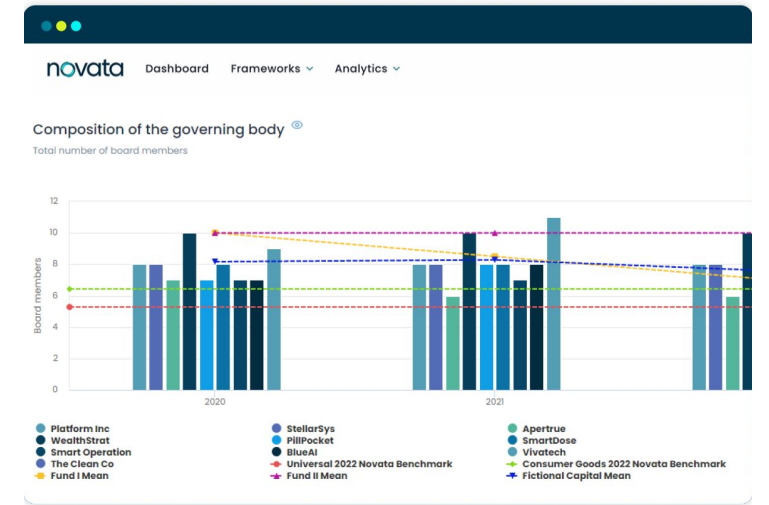 novata Dashboard Frameworks Analytics
Composition of the governing body
Total number of board members
12
10
8
6
4
2
0
Board members
2020 2021
Platform Inc StellarSys Apertrue
WealthStrat PillPocket SmartDose
Smart Operation BlueAI Vivatech
The Clean Co Universal 2022 Novata Benchmark Consumer Goods 2022 Novata Benchmark
Fund I Mean Fund II Mean Fictional Capital Mean